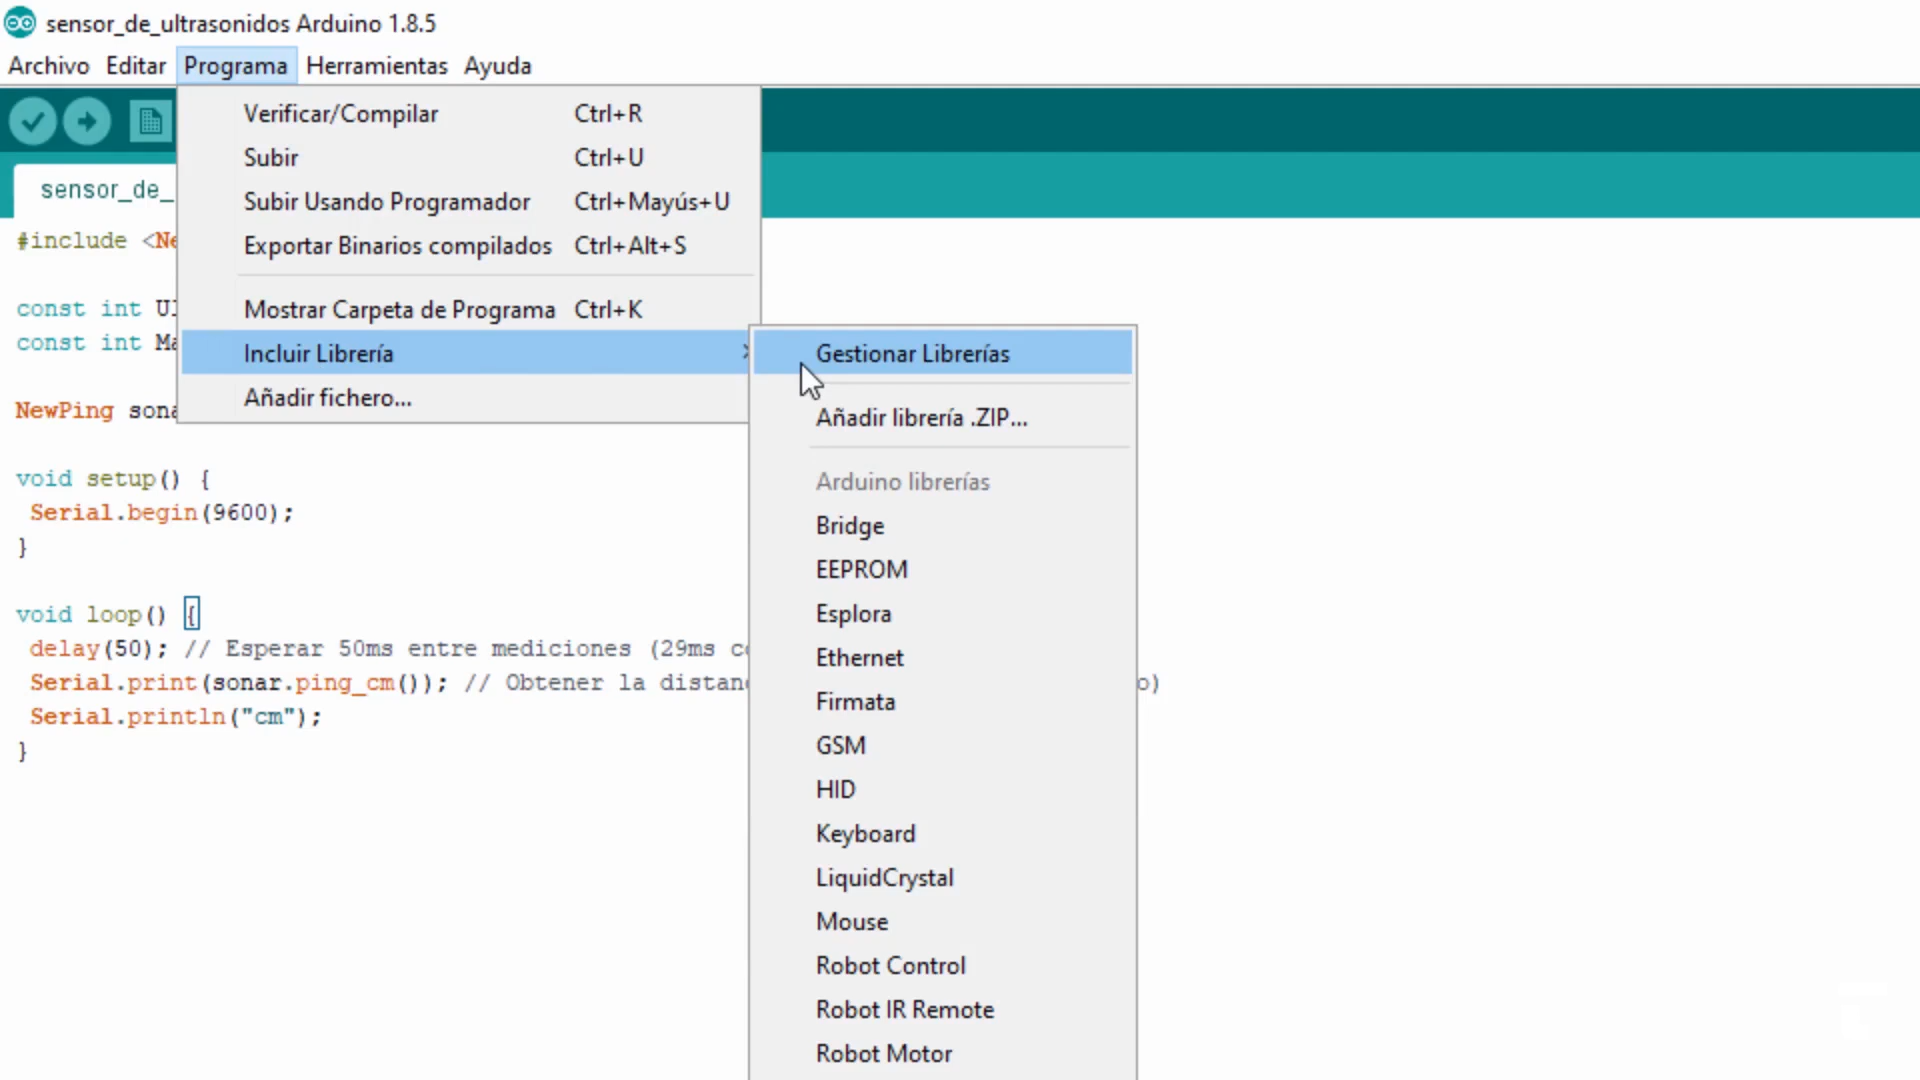 sensor_de_ultrasonidos Arduino 1.8.5
Archivo Editar Programa Herramientas Ayuda
Verificar/Compilar Ctrl+R
Subir Ctrl+U
Subir Usando Programador Ctrl+Mayús+U
Exportar Binarios compilados Ctrl+Alt+S
Mostrar Carpeta de Programa Ctrl+K
Incluir Librería
Añadir fichero...
Gestionar Librerías
Añadir librería .ZIP...
Arduino librerías
Bridge
EEPROM
Esplora
Ethernet
Firmata
GSM
HID
Keyboard
LiquidCrystal
Mouse
Robot Control
Robot IR Remote
Robot Motor
sensor_de_
#include <Ne
const int Ul
const int Ma
NewPing sona
void setup() {
Serial.begin(9600);
}
void loop() {
delay(50); // Esperar 50ms entre mediciones (29ms co
Serial.print(sonar.ping_cm()); // Obtener la distan o)
Serial.println("cm");
}